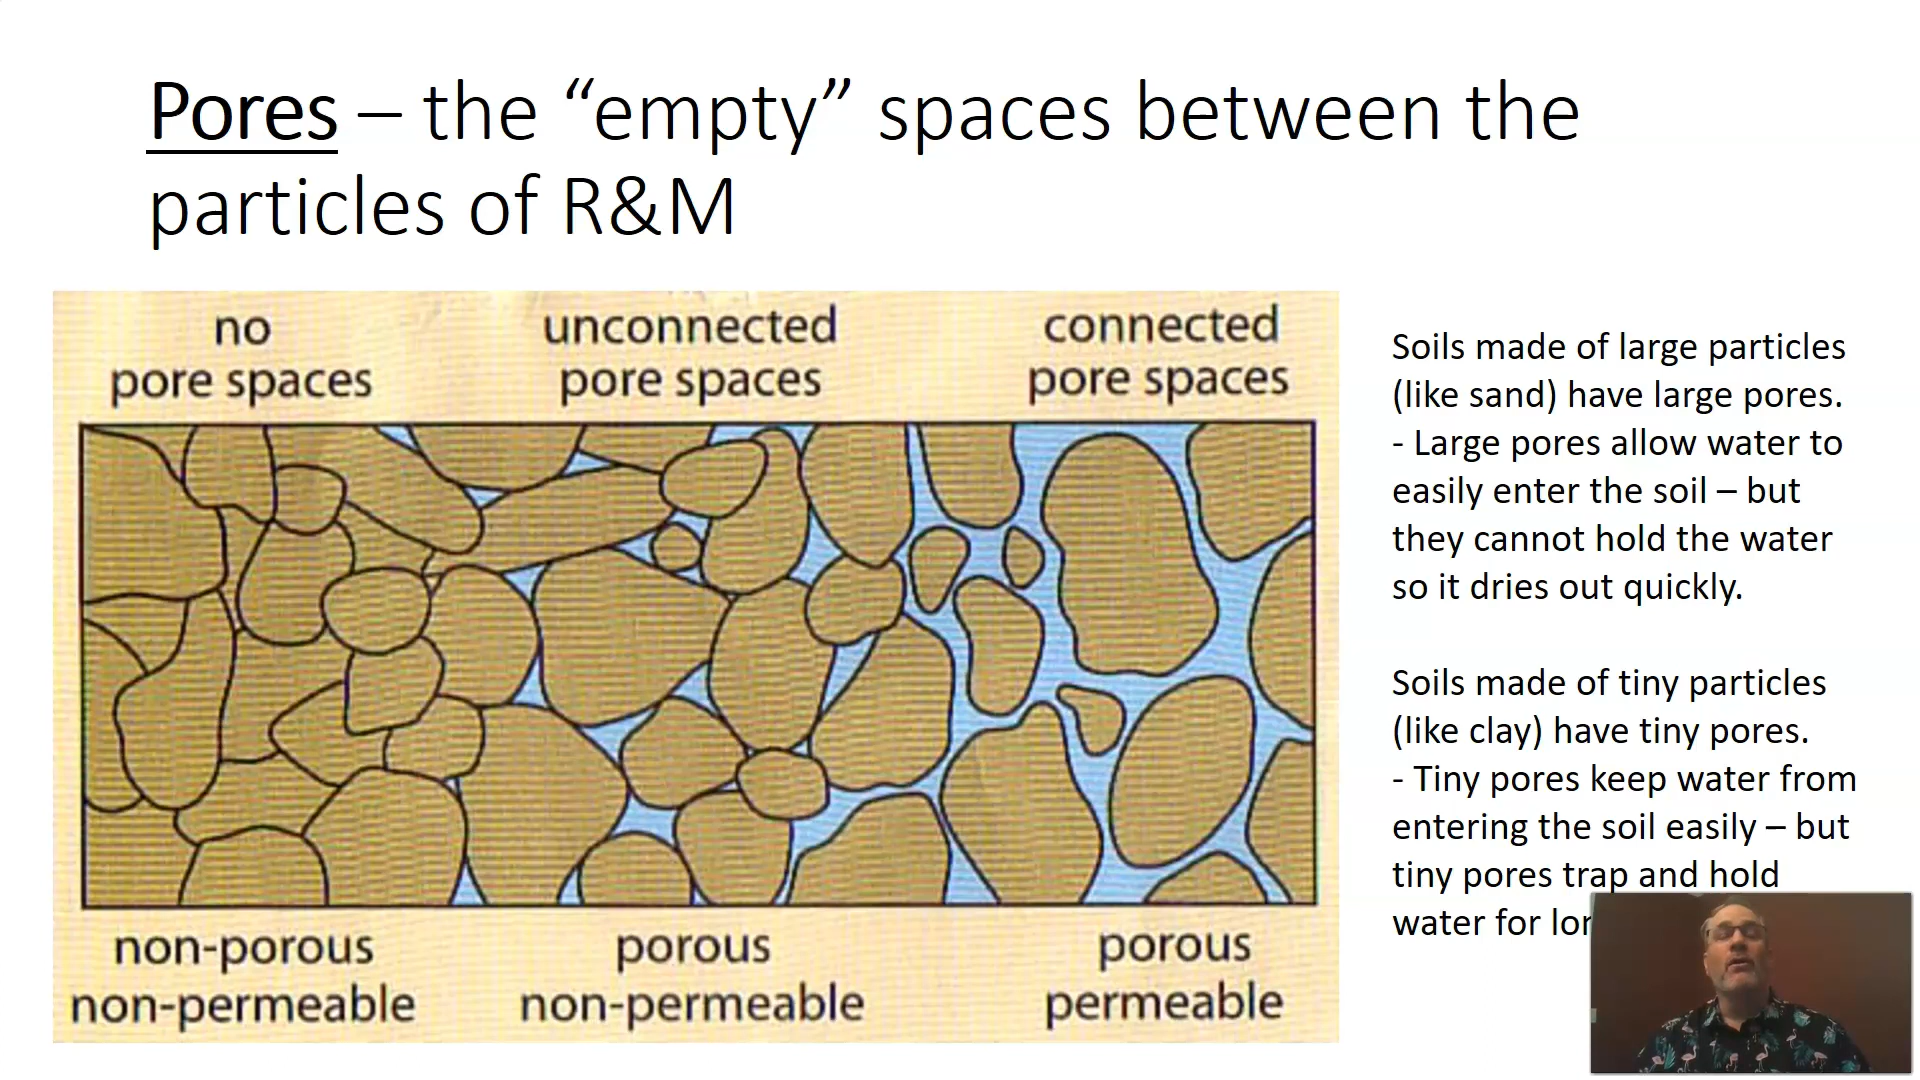 Pores – the “empty” spaces between the
particles of R&M
no
pore spaces
unconnected
pore spaces
connected
pore spaces
non-porous
non-permeable
porous
non-permeable
porous
permeable
Soils made of large particles
(like sand) have large pores.
- Large pores allow water to
easily enter the soil – but
they cannot hold the water
so it dries out quickly.
Soils made of tiny particles
(like clay) have tiny pores.
- Tiny pores keep water from
entering the soil easily – but
tiny pores trap and hold
water for